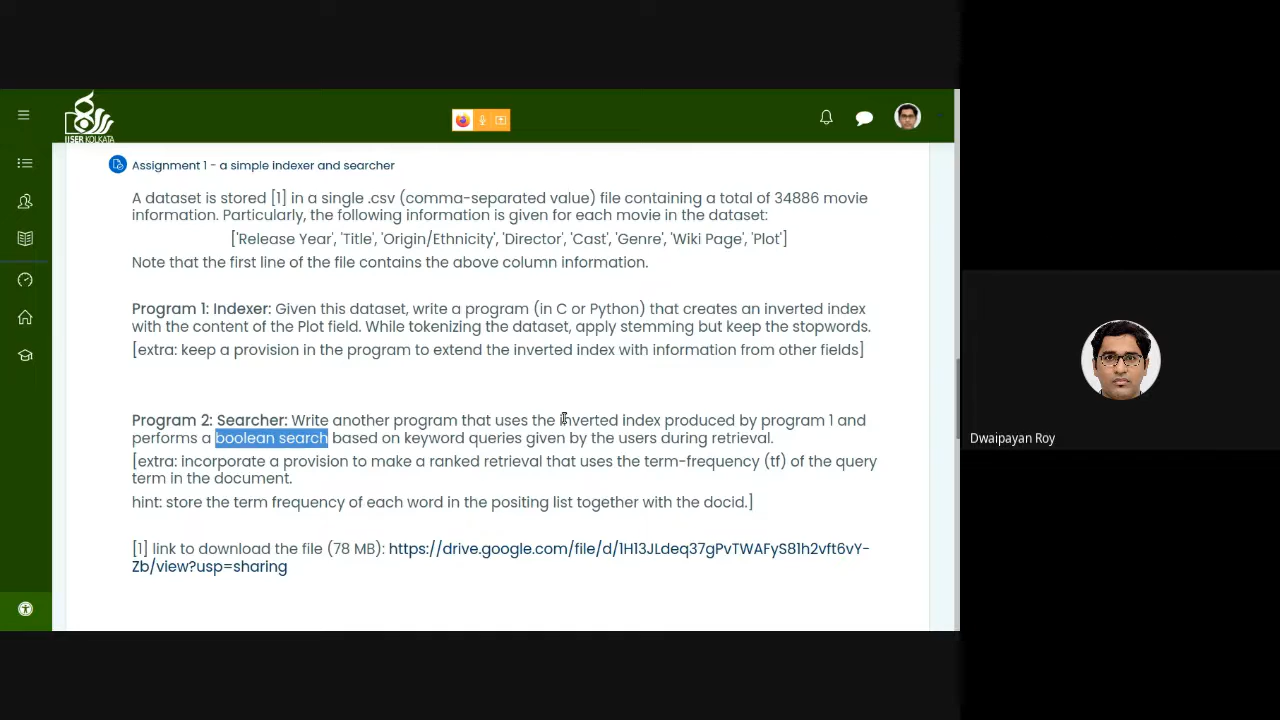 IISER KOLKATA
Assignment 1 - a simple indexer and searcher
A dataset is stored [1] in a single .csv (comma-separated value) file containing a total of 34886 movie
information. Particularly, the following information is given for each movie in the dataset:
['Release Year', 'Title', 'Origin/Ethnicity', 'Director', 'Cast', 'Genre', 'Wiki Page', 'Plot']
Note that the first line of the file contains the above column information.
Program 1: Indexer: Given this dataset, write a program (in C or Python) that creates an inverted index
with the content of the Plot field. While tokenizing the dataset, apply stemming but keep the stopwords.
[extra: keep a provision in the program to extend the inverted index with information from other fields]
Program 2: Searcher: Write another program that uses the inverted index produced by program 1 and
performs a boolean search based on keyword queries given by the users during retrieval.
[extra: incorporate a provision to make a ranked retrieval that uses the term-frequency (tf) of the query
term in the document.
hint: store the term frequency of each word in the positing list together with the docid.]
[1] link to download the file (78 MB): https://drive.google.com/file/d/1H13JLdeq37gPvTWAFyS81h2vft6vY-
Zb/view?usp=sharing
Dwaipayan Roy